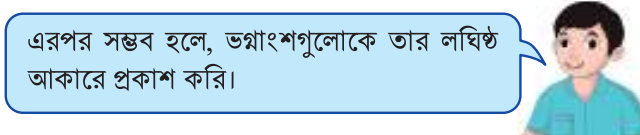 এরপর সম্ভব হলে, ভগ্নাংশগুলোকে তার লঘিষ্ঠ
আকারে প্রকাশ করি।